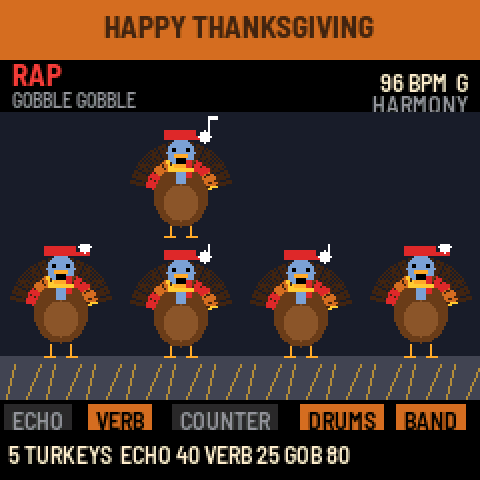 HAPPY THANKSGIVING
RAP
GOBBLE GOBBLE
96 BPM G
HARMONY
ECHO VERB COUNTER DRUMS BAND
5 TURKEYS ECHO 40 VERB 25 GOB 80